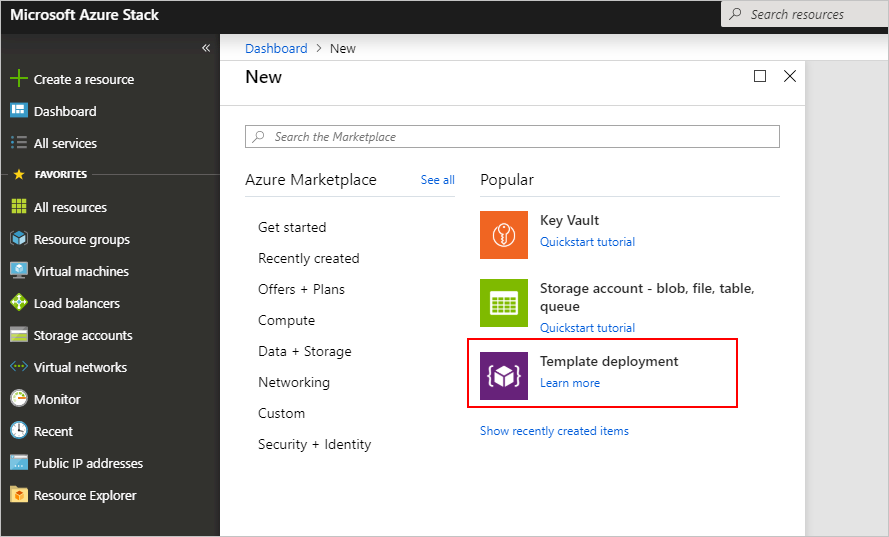 Microsoft Azure Stack
Search resources
«
Dashboard > New
Create a resource
Dashboard
All services
FAVORITES
All resources
Resource groups
Virtual machines
Load balancers
Storage accounts
Virtual networks
Monitor
Recent
Public IP addresses
Resource Explorer
New
Search the Marketplace
Azure Marketplace
See all
Get started
Recently created
Offers + Plans
Compute
Data + Storage
Networking
Custom
Security + Identity
Popular
Key Vault
Quickstart tutorial
Storage account - blob, file, table,
queue
Quickstart tutorial
Template deployment
Learn more
Show recently created items